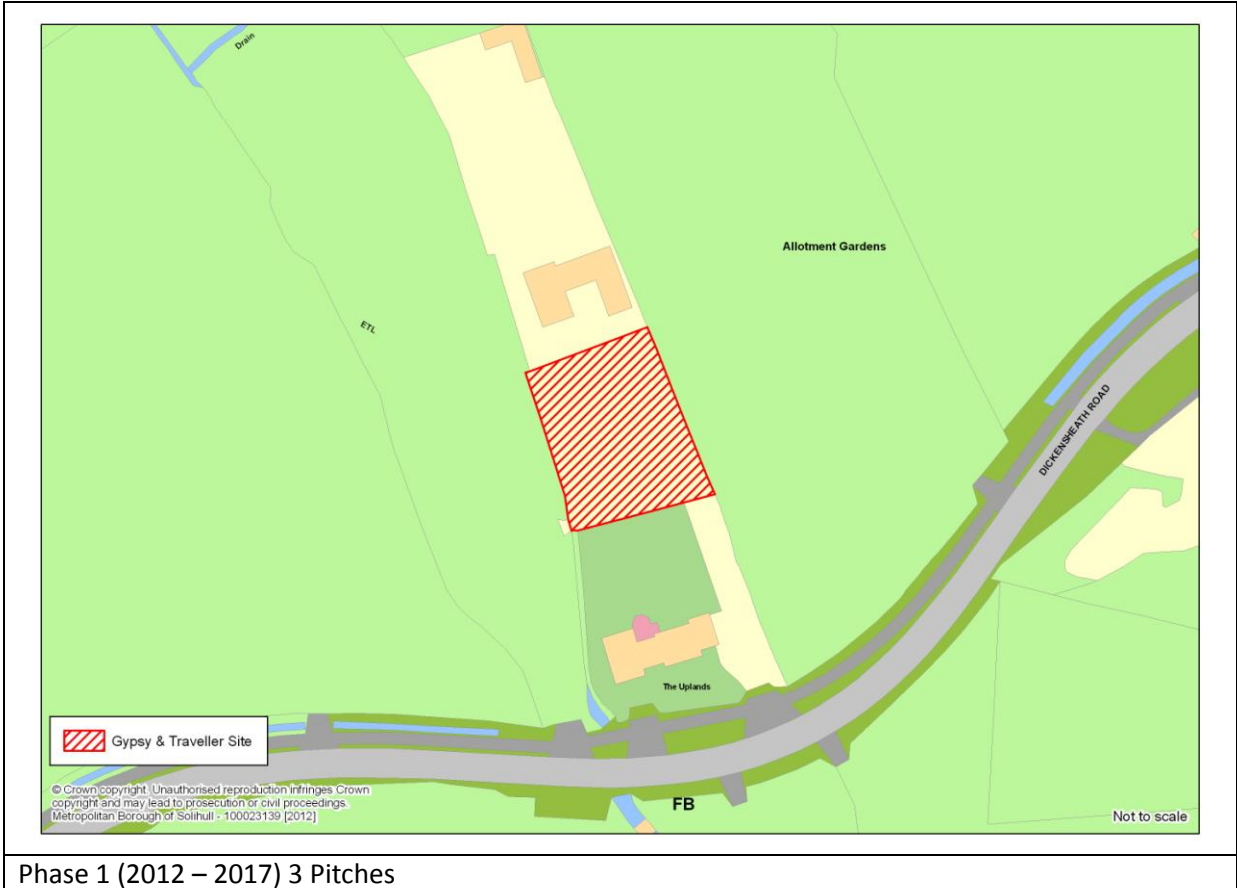 Drain
Allotment Gardens
ETL
DICKENSHEATH ROAD
The Uplands
Gypsy & Traveller Site
© Crown copyright. Unauthorised reproduction infringes Crown
copyright and may lead to prosecution or civil proceedings.
Metropolitan Borough of Solihull - 100023139 [2012]
FB
Not to scale
Phase 1 (2012 – 2017) 3 Pitches